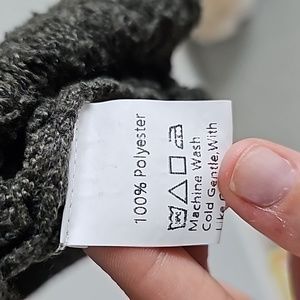 100% Polyester
Machine Wash
Cold Gentle,With
Like